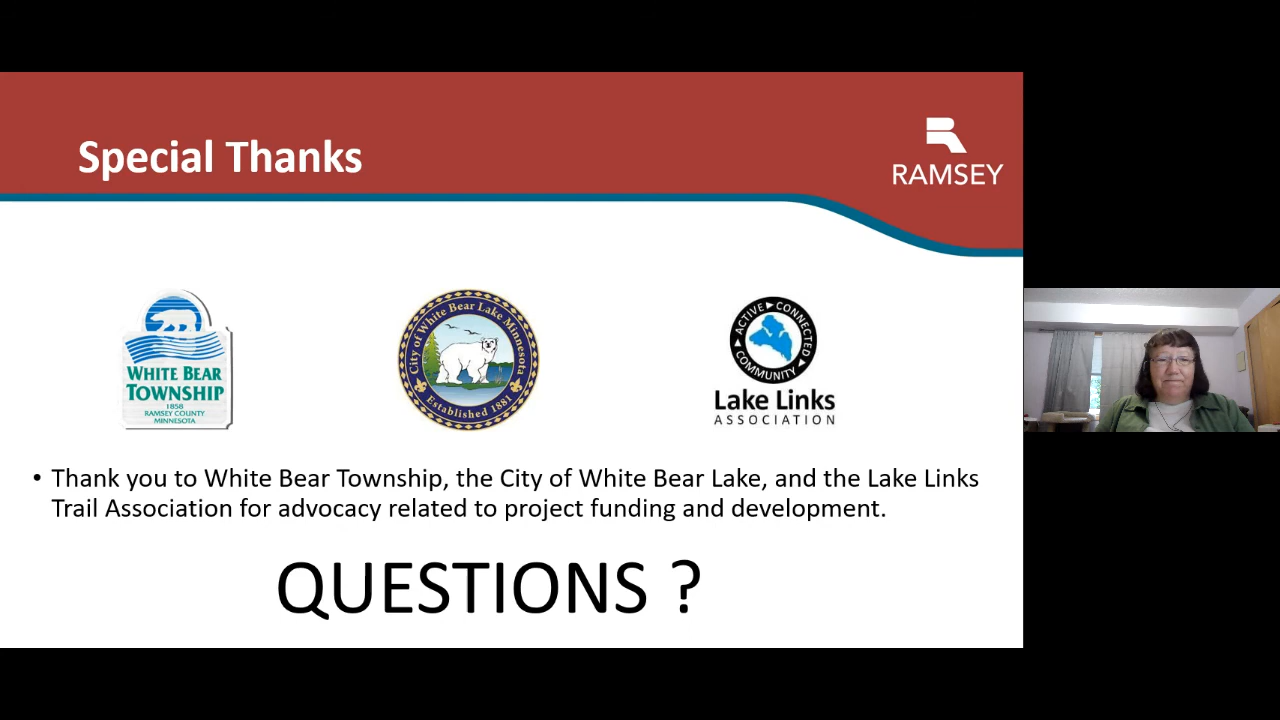 Special Thanks
RAMSEY
WHITE BEAR
TOWNSHIP
1858
RAMSEY COUNTY
MINNESOTA
City of White Bear Lake, Minnesota
Established 1881
ACTIVE
CONNECTED
COMMUNITY
Lake Links
ASSOCIATION
• Thank you to White Bear Township, the City of White Bear Lake, and the Lake Links
Trail Association for advocacy related to project funding and development.
QUESTIONS ?